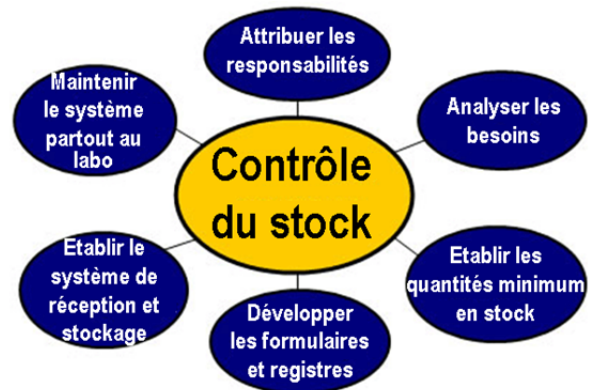 Attribuer les
responsabilités
Analyser les
besoins
Etablir les
quantités minimum
en stock
Développer
les formulaires
et registres
Etablir le
système de
réception et
stockage
Maintenir
le système
partout au
labo
Contrôle
du stock